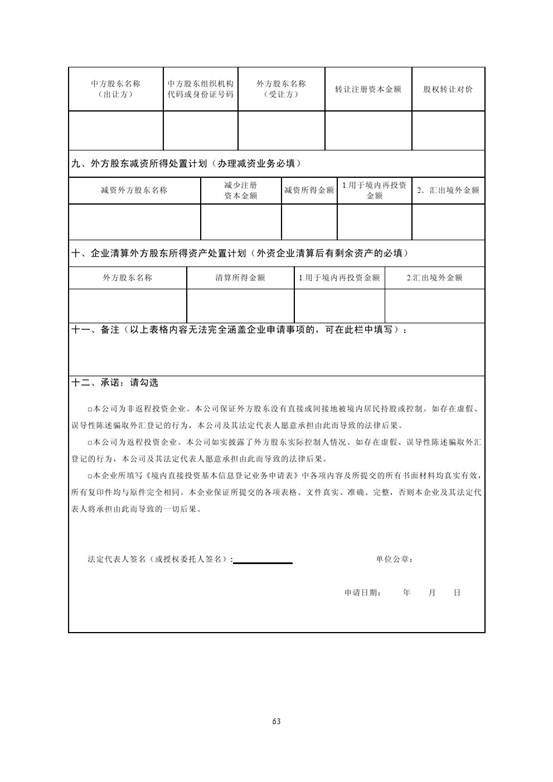 中方股东名称
（出让方）
中方股东组织机构
代码或身份证号码
外方股东名称
（受让方）
转让注册资本金额
股权转让对价
九、外方股东减资所得处置计划（办理减资业务必填）
减资外方股东名称
减少注册
资本金额
减资所得金额
1.用于境内再投资
金额
2、汇出境外金额
十、企业清算外方股东所得资产处置计划（外资企业清算后有剩余资产的必填）
外方股东名称
清算所得金额
1.用于境内再投资金额
2.汇出境外金额
十一、备注（以上表格内容无法完全涵盖企业申请事项的，可在此栏中填写）：
十二、承诺：请勾选
□本公司为非返程投资企业。本公司保证外方股东没有直接或间接地被境内居民持股或控制。如存在虚假、
误导性陈述骗取外汇登记的行为，本公司及其法定代表人愿意承担由此而导致的法律后果。
□本公司为返程投资企业。本公司如实披露了外方股东实际控制人情况。如存在虚假、误导性陈述骗取外汇
登记的行为，本公司及法定代表人愿意承担由此而导致的法律后果。
□本企业所填写《境内直接投资基本信息登记业务申请表》中各项内容及所提交的所有书面材料均真实有效，
所有复印件均与原件完全相同。本企业保证所提交的各项表格、文件真实、准确、完整，否则本企业及其法定代
表人将承担由此而导致的一切后果。
法定代表人签名（或授权委托人签名）：
单位公章：
申请日期： 年 月 日
63